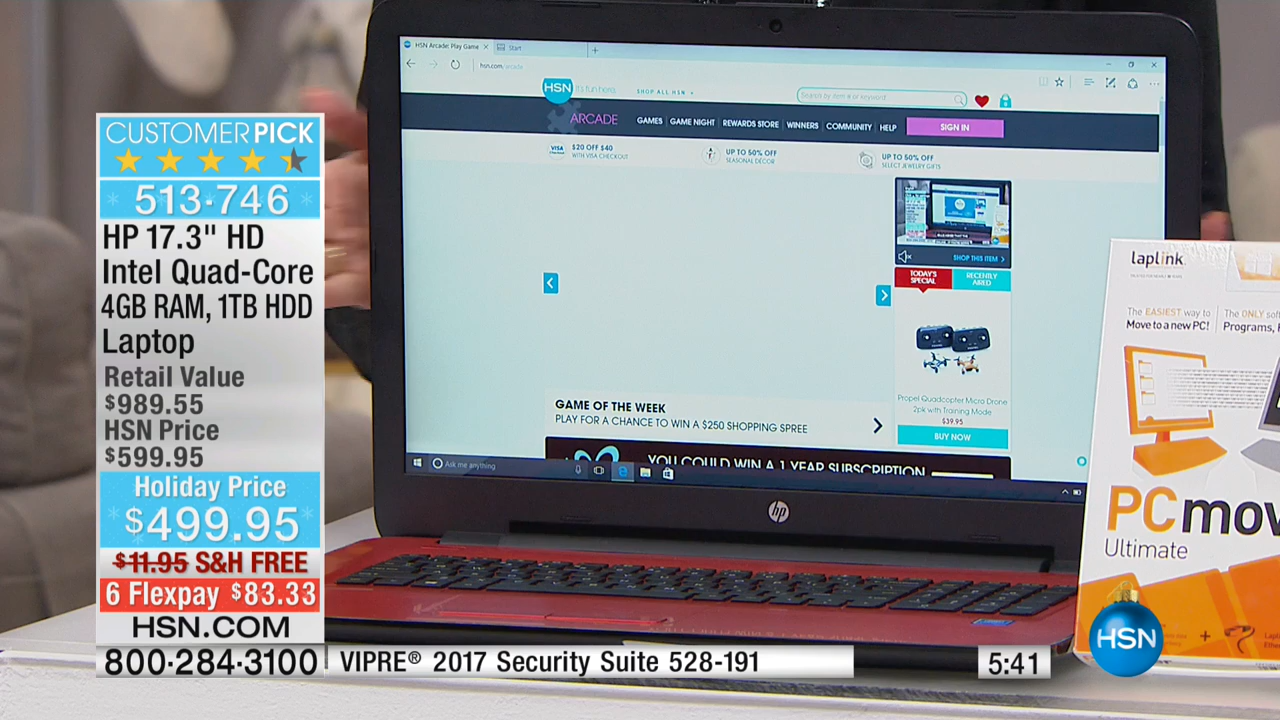 CUSTOMER PICK
513·746
HP 17.3" HD
Intel Quad-Core
4GB RAM, 1TB HDD
Laptop
Retail Value
$989.55
HSN Price
$599.95
Holiday Price
$499.95
$11.95 S&H FREE
6 Flexpay $83.33
HSN.COM
800·284·3100
VIPRE® 2017 Security Suite 528-191
5:41
HSN
HSN Arcade: Play Game
Start
hsn.com/arcade
HSN it's fun here.
SHOP ALL HSN
Search by item # or keyword
ARCADE
GAMES
GAME NIGHT
REWARDS STORE
WINNERS
COMMUNITY
HELP
SIGN IN
VISA
$20 OFF $40
WITH VISA CHECKOUT
UP TO 50% OFF
SEASONAL DÉCOR
UP TO 50% OFF
SELECT JEWELRY GIFTS
SHOP THIS ITEM
TODAY'S SPECIAL
RECENTLY AIRED
Propel Quadcopter Micro Drone
2pk with Training Mode
$39.95
BUY NOW
GAME OF THE WEEK
PLAY FOR A CHANCE TO WIN A $250 SHOPPING SPREE
YOU COULD WIN A 1 YEAR SUBSCRIPTION
Ask me anything
hp
laplink
The EASIEST way to
Move to a new PC!
The ONLY
Programs,
PCmov
Ultimate